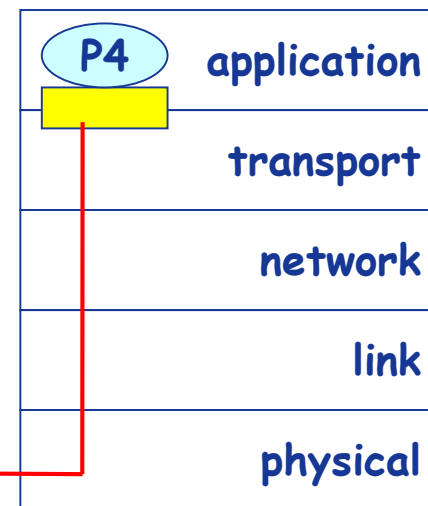 P4 application
transport
network
link
physical